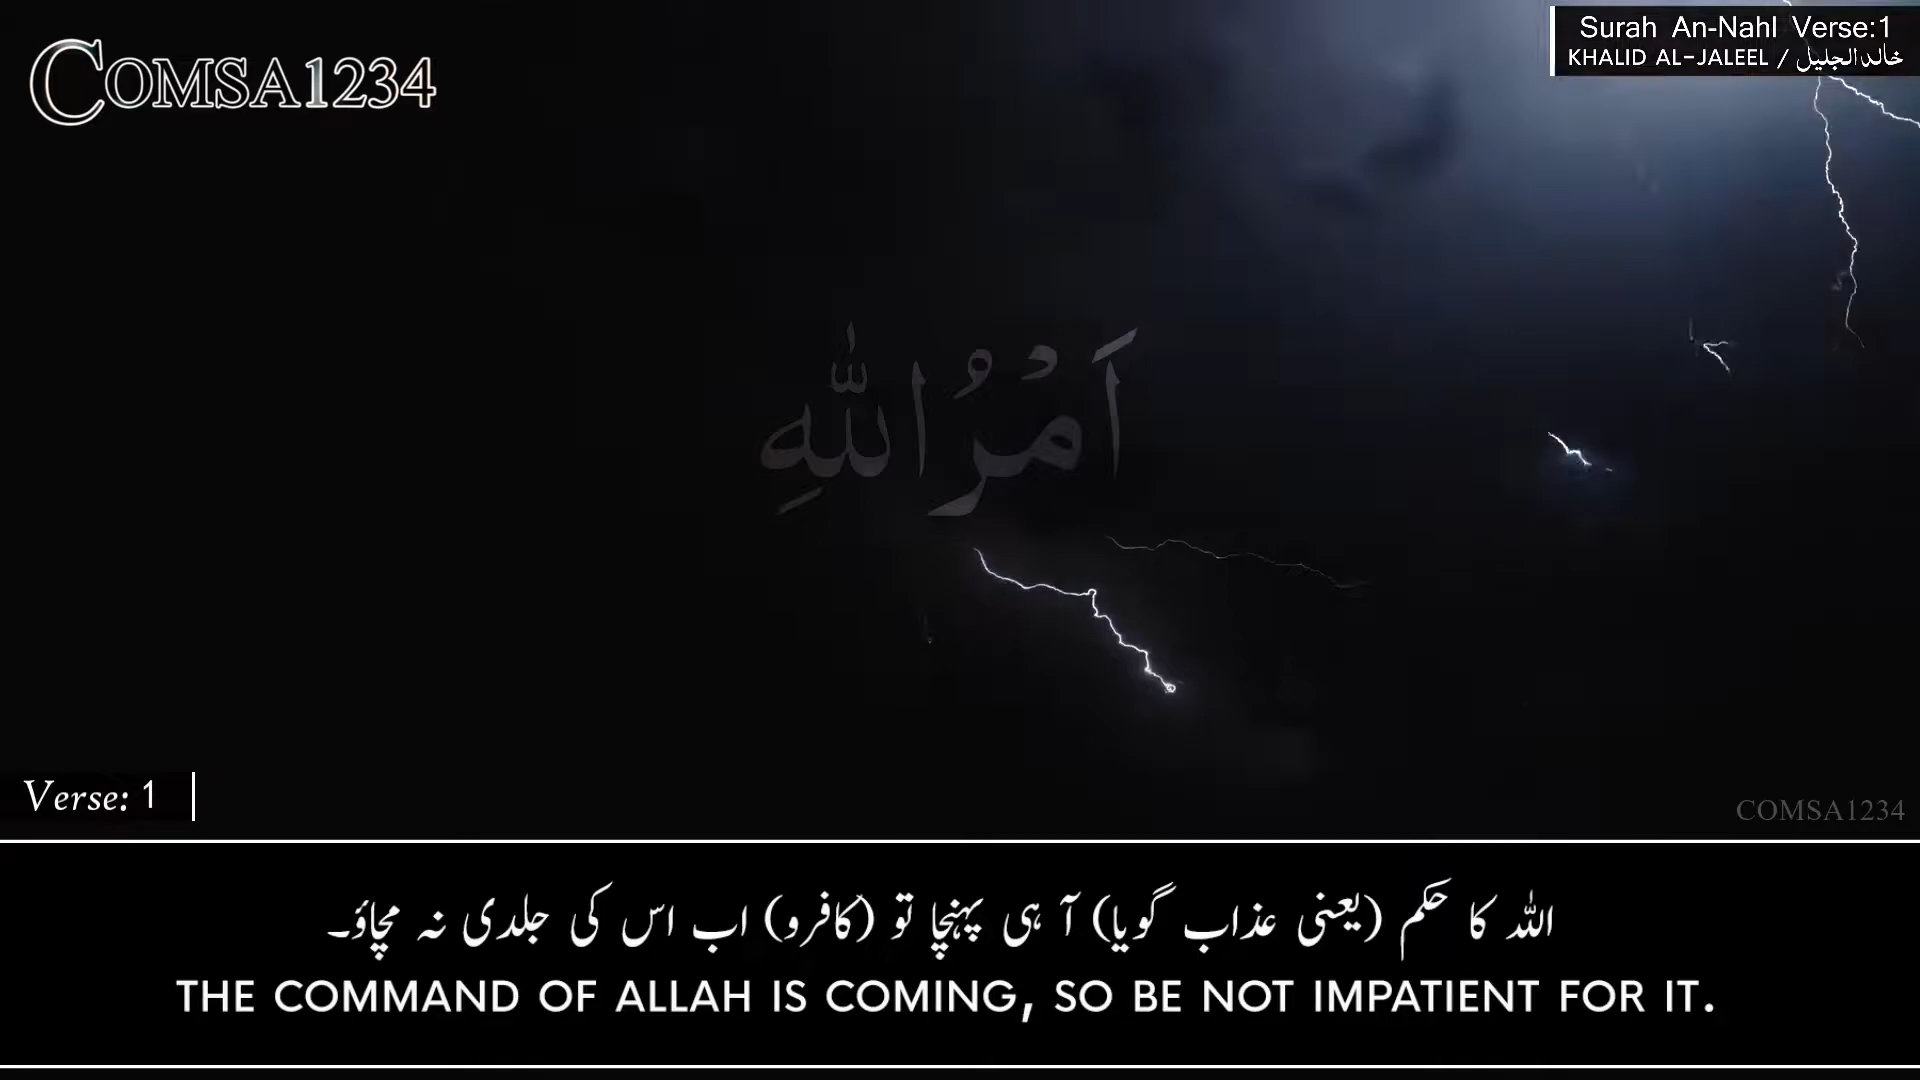 COMSA1234
Surah An-Nahl Verse:1
KHALID AL-JALEEL / خالد الجليل
اَمْرُ اللّٰهِ
Verse: 1
COMSA1234
اللہ کا حکم (یعنی عذاب گویا) آ ہی پہنچا تو (کافرو) اب اس کی جلدی نہ مچاؤ۔
THE COMMAND OF ALLAH IS COMING, SO BE NOT IMPATIENT FOR IT.